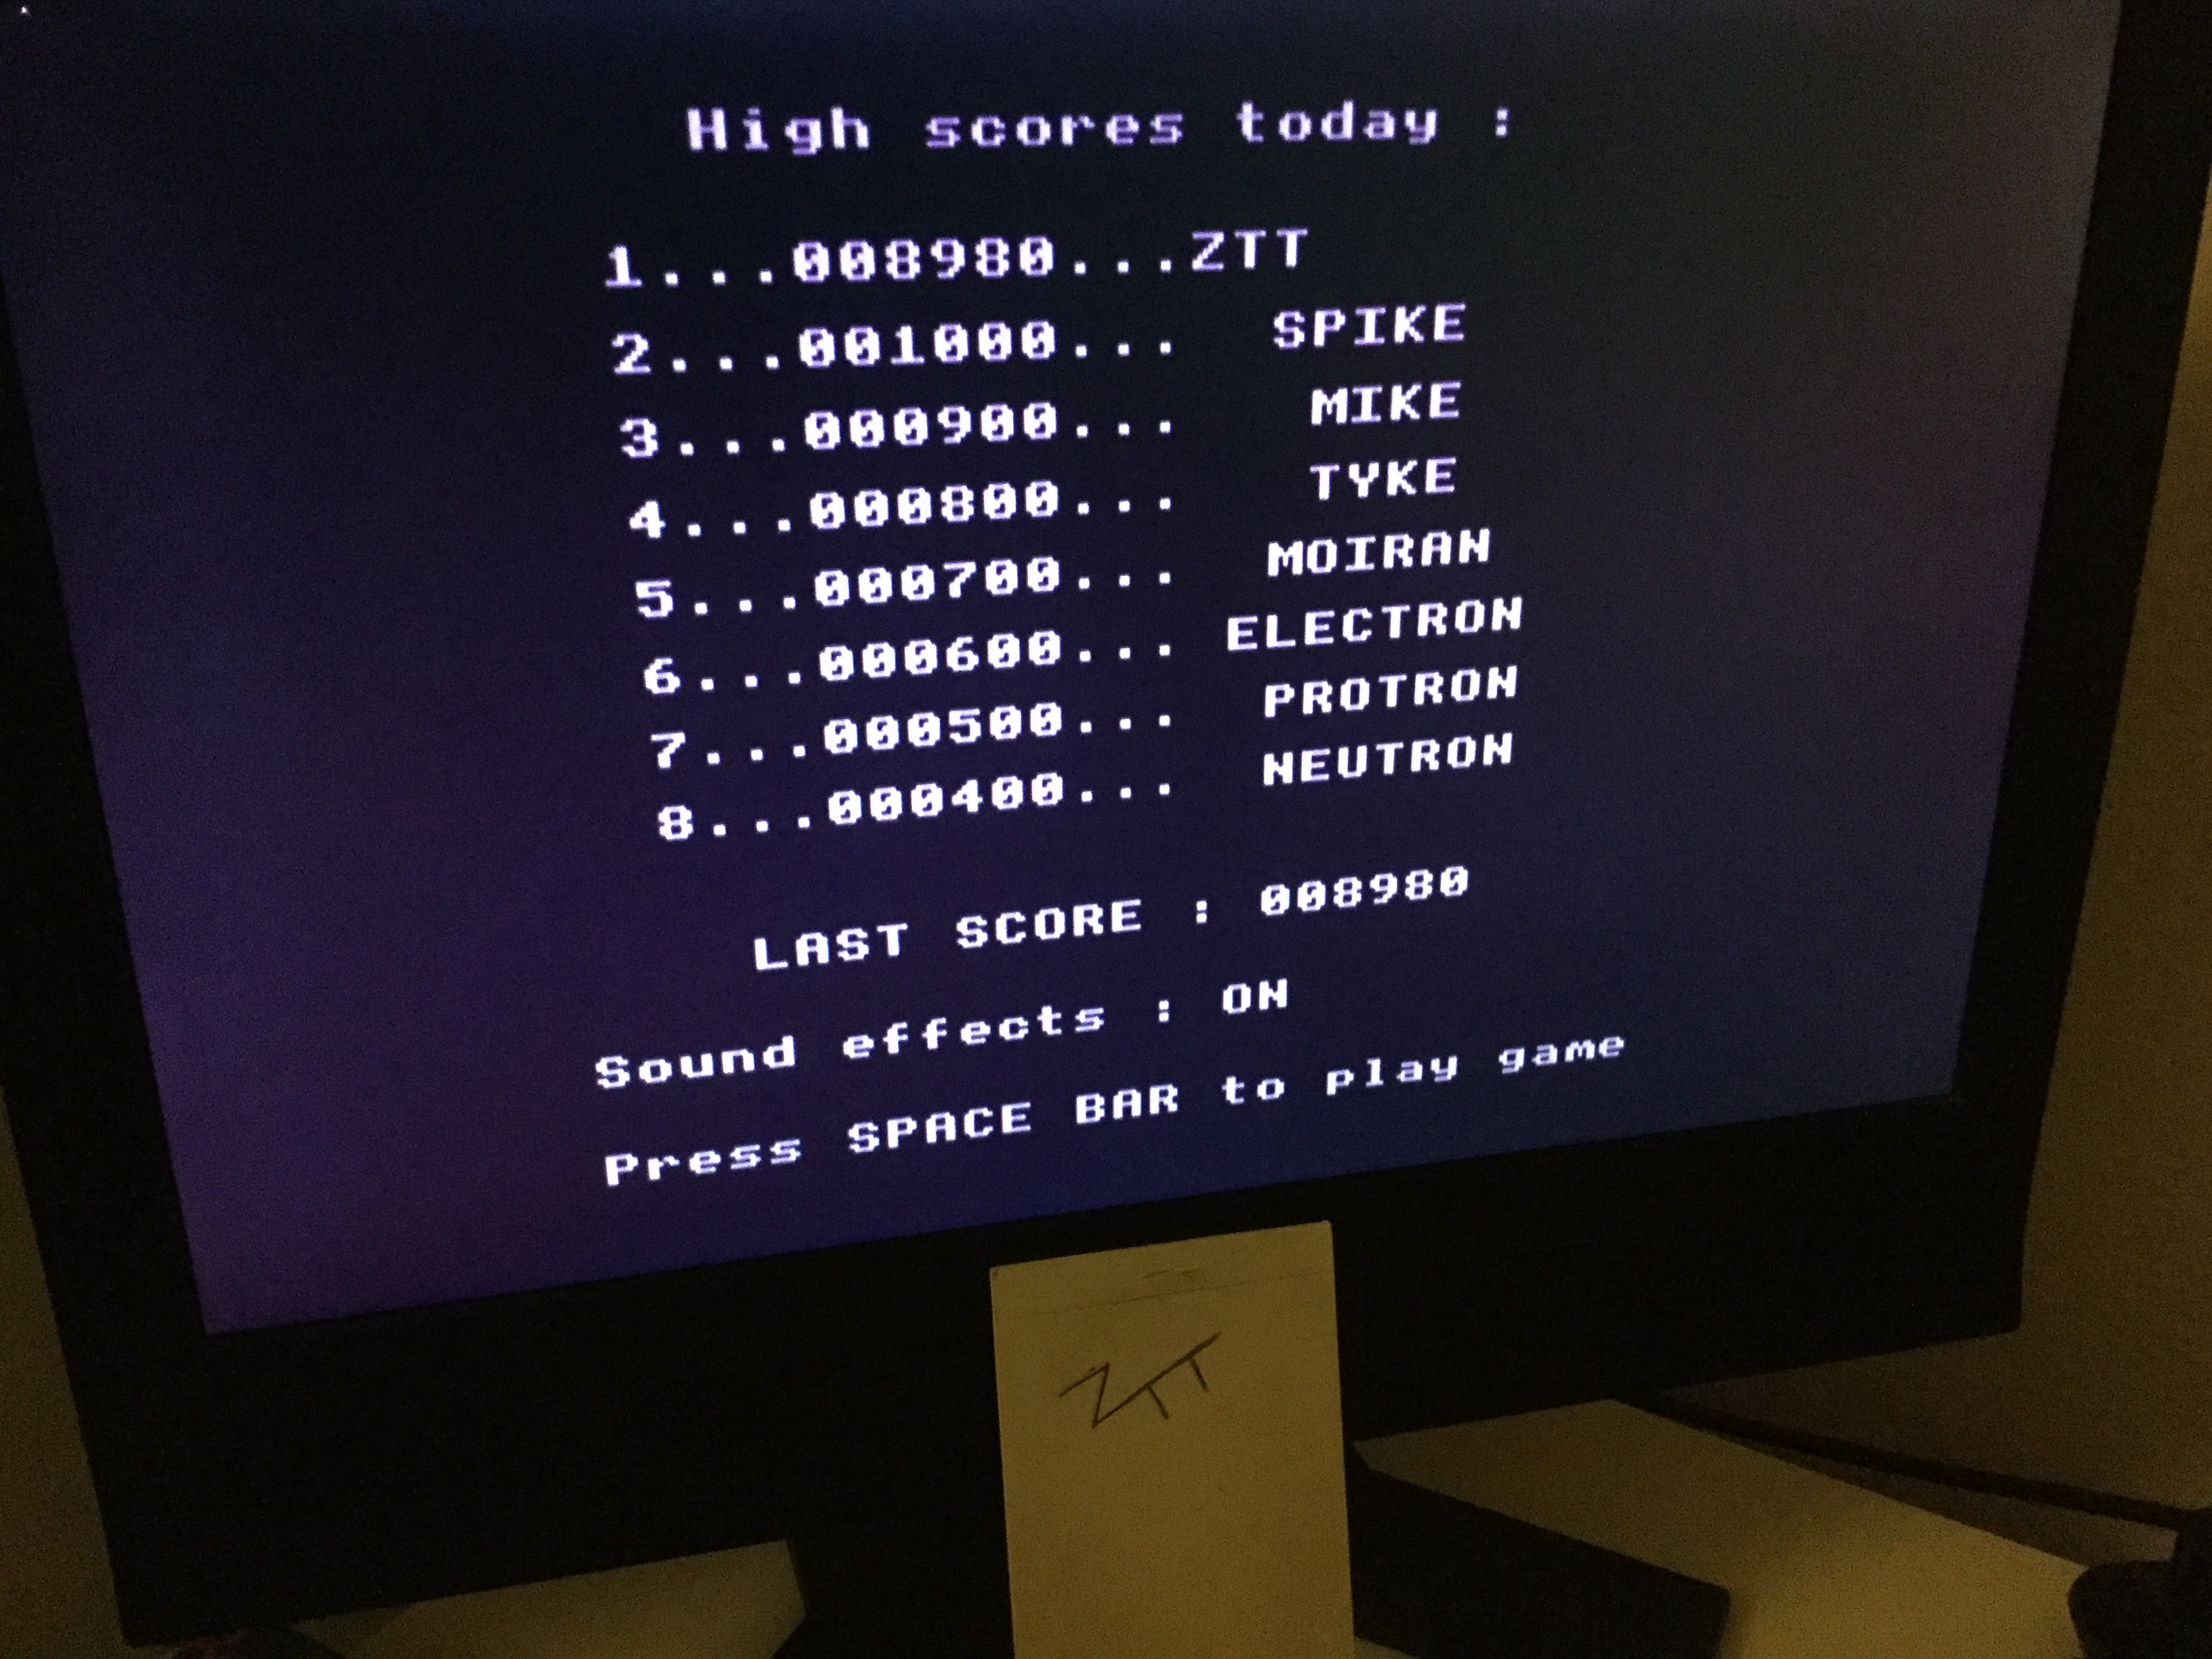 High scores today :
1...008980...ZTT
2...001000... SPIKE
3...000900... MIKE
4...000800... TYKE
5...000700... MOIRAN
6...000600... ELECTRON
7...000500... PROTRON
8...000400... NEUTRON
LAST SCORE : 008980
Sound effects : ON
Press SPACE BAR to play game
ZTT